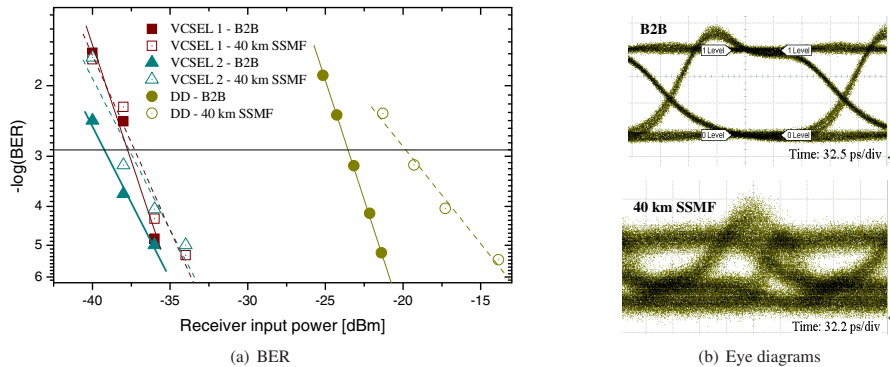 VCSEL 1 - B2B
VCSEL 1 - 40 km SSMF
VCSEL 2 - B2B
VCSEL 2 - 40 km SSMF
DD - B2B
DD - 40 km SSMF
-log(BER)
2
3
4
5
6
-40 -35 -30 -25 -20 -15
Receiver input power [dBm]
(a) BER
B2B
1 Level 1 Level
0 Level 0 Level
Time: 32.5 ps/div
40 km SSMF
Time: 32.2 ps/div
(b) Eye diagrams